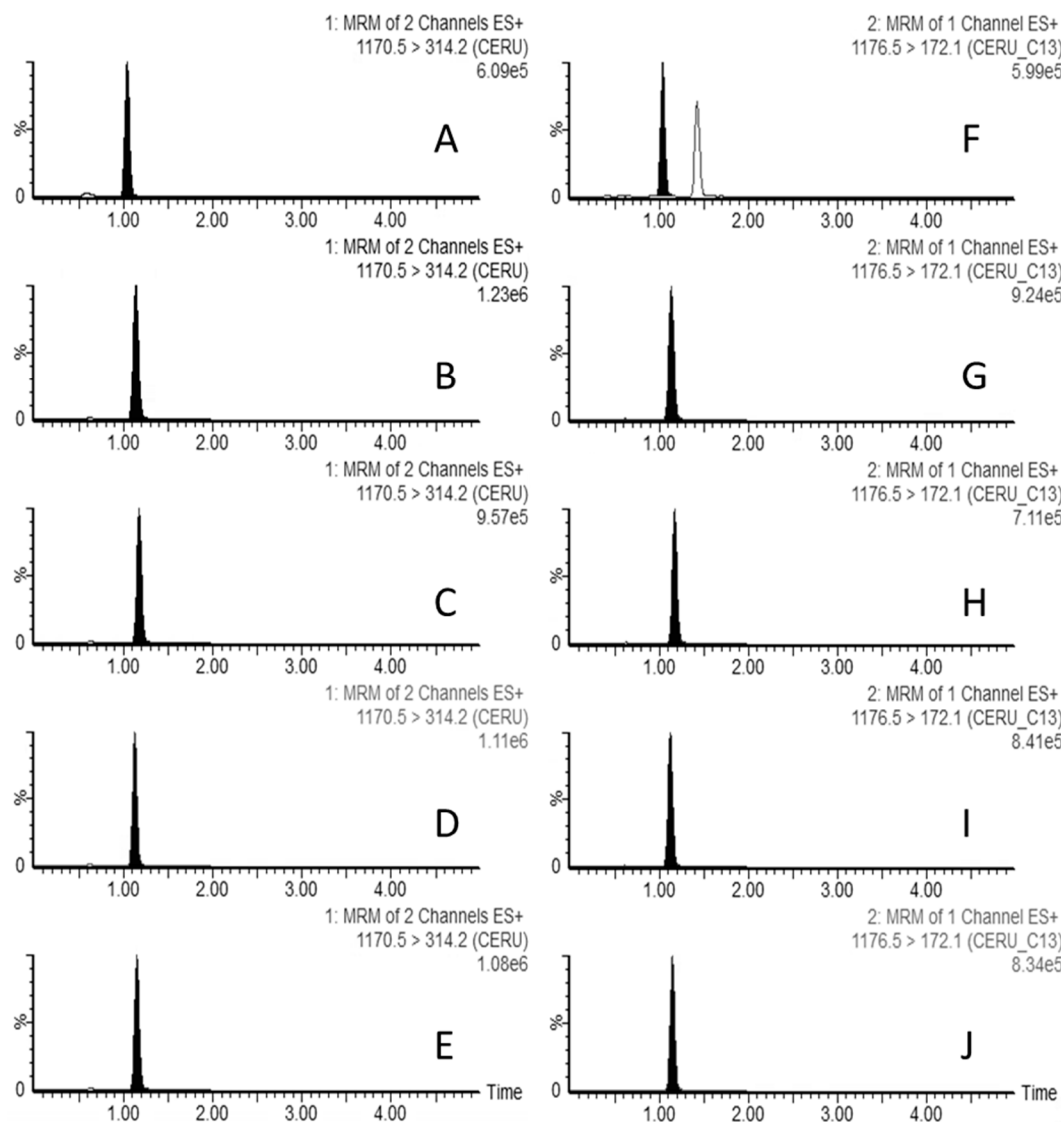 1: MRM of 2 Channels ES+
1170.5 > 314.2 (CERU)
6.09e5
%
A
0
1.00 2.00 3.00 4.00
2: MRM of 1 Channel ES+
1176.5 > 172.1 (CERU_C13)
5.99e5
%
F
0
1.00 2.00 3.00 4.00
1: MRM of 2 Channels ES+
1170.5 > 314.2 (CERU)
1.23e6
%
B
0
1.00 2.00 3.00 4.00
2: MRM of 1 Channel ES+
1176.5 > 172.1 (CERU_C13)
9.24e5
%
G
0
1.00 2.00 3.00 4.00
1: MRM of 2 Channels ES+
1170.5 > 314.2 (CERU)
9.57e5
%
C
0
1.00 2.00 3.00 4.00
2: MRM of 1 Channel ES+
1176.5 > 172.1 (CERU_C13)
7.11e5
%
H
0
1.00 2.00 3.00 4.00
1: MRM of 2 Channels ES+
1170.5 > 314.2 (CERU)
1.11e6
%
D
0
1.00 2.00 3.00 4.00
2: MRM of 1 Channel ES+
1176.5 > 172.1 (CERU_C13)
8.41e5
%
I
0
1.00 2.00 3.00 4.00
1: MRM of 2 Channels ES+
1170.5 > 314.2 (CERU)
1.08e6
%
E
0 Time
1.00 2.00 3.00 4.00
2: MRM of 1 Channel ES+
1176.5 > 172.1 (CERU_C13)
8.34e5
%
J
0 Time
1.00 2.00 3.00 4.00